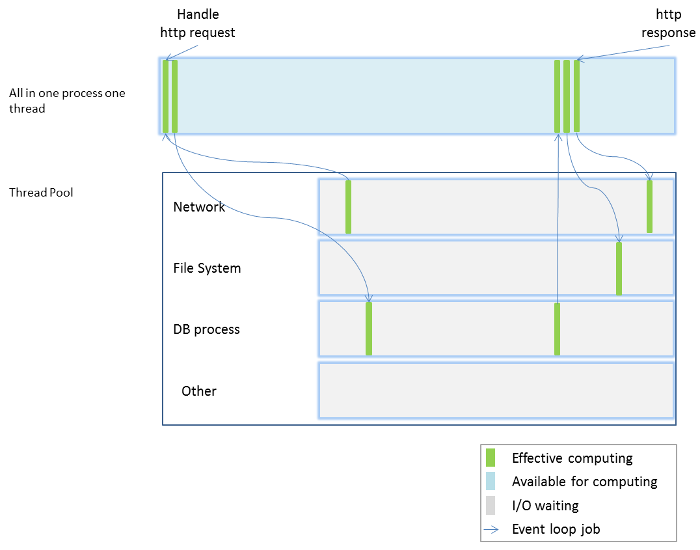 Handle
http request
http
response
All in one process one
thread
Thread Pool
Network
File System
DB process
Other
Effective computing
Available for computing
I/O waiting
Event loop job